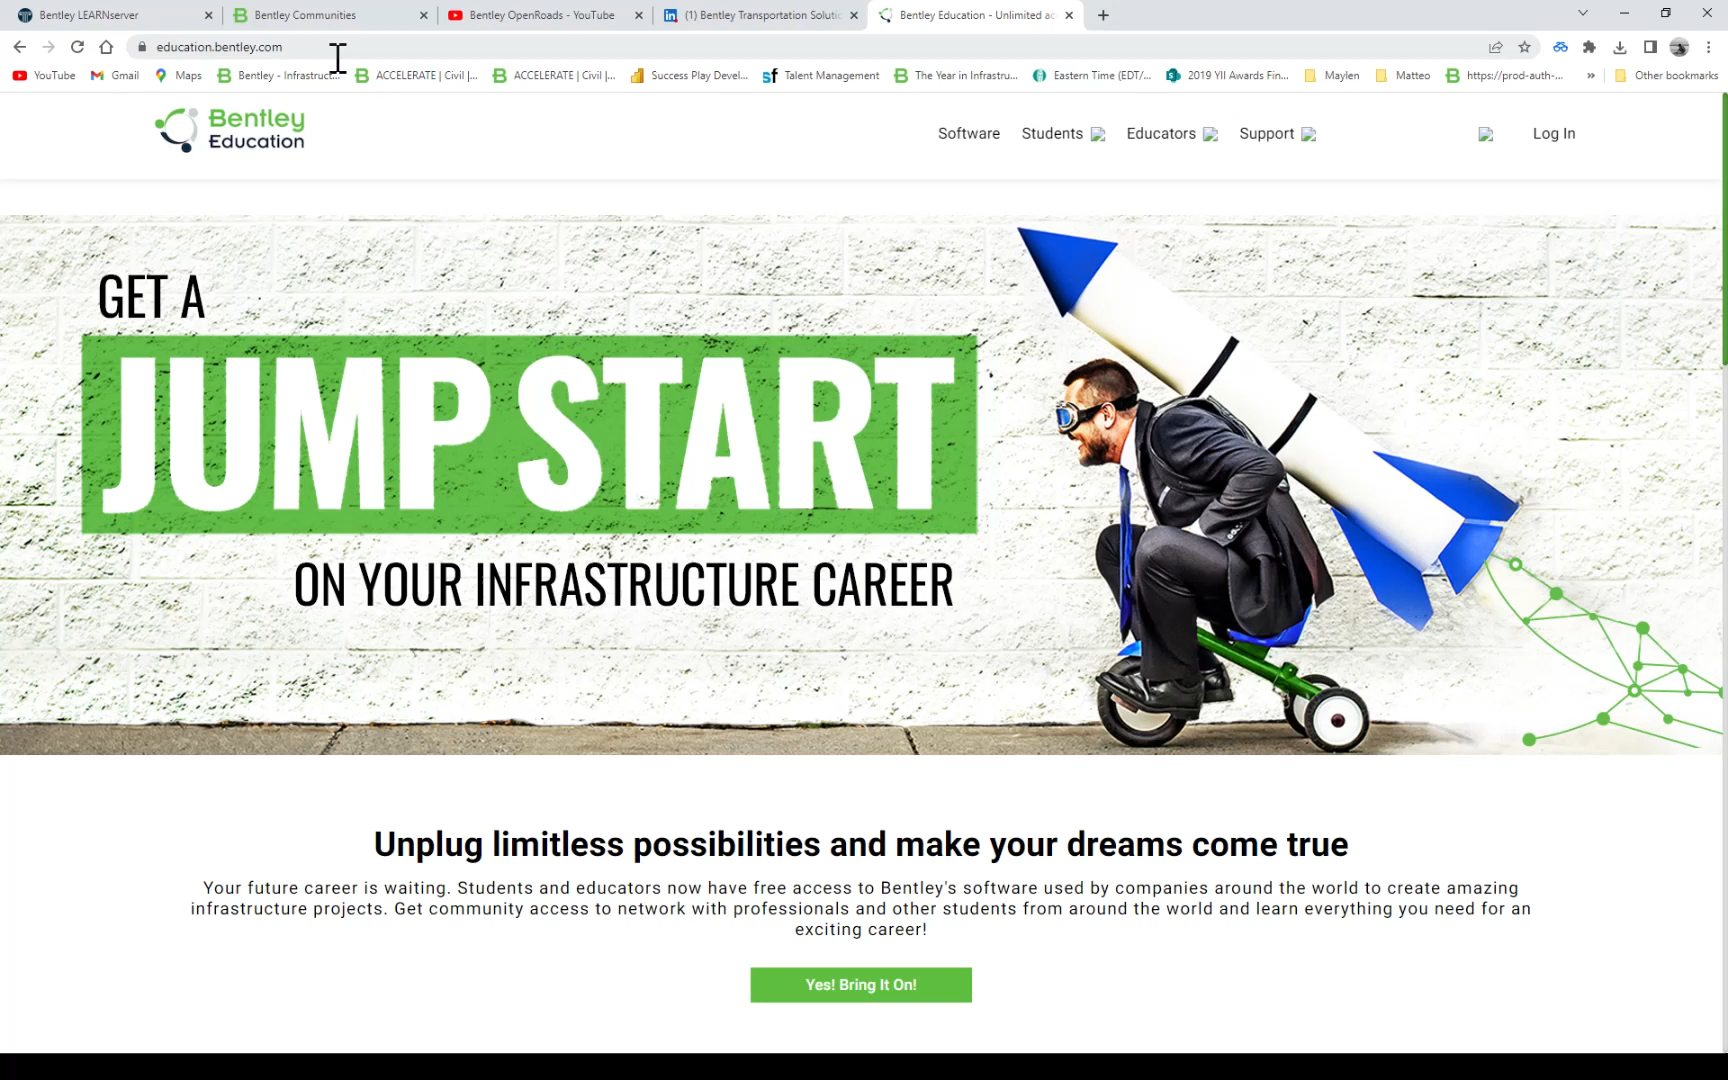 Bentley LEARNserver
Bentley Communities
Bentley OpenRoads - YouTube
(1) Bentley Transportation Solutic
Bentley Education - Unlimited ac
education.bentley.com
YouTube
Gmail
Maps
Bentley - Infrastruct...
ACCELERATE | Civil |...
ACCELERATE | Civil |...
Success Play Devel...
Talent Management
The Year in Infrastru...
Eastern Time (EDT/...
2019 YII Awards Fin...
Maylen
Matteo
https://prod-auth-...
»
Other bookmarks
Bentley
Education
Software
Students
Educators
Support
Log In
GET A
JUMP START
ON YOUR INFRASTRUCTURE CAREER
Unplug limitless possibilities and make your dreams come true
Your future career is waiting. Students and educators now have free access to Bentley's software used by companies around the world to create amazing
infrastructure projects. Get community access to network with professionals and other students from around the world and learn everything you need for an
exciting career!
Yes! Bring It On!